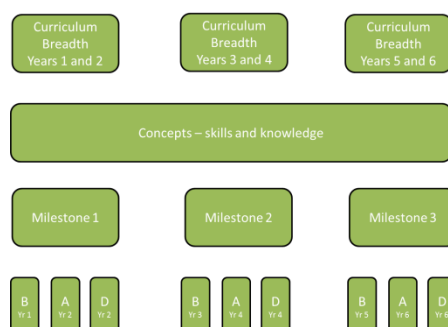 Curriculum
Breadth
Years 1 and 2
Curriculum
Breadth
Years 3 and 4
Curriculum
Breadth
Years 5 and 6
Concepts – skills and knowledge
Milestone 1
Milestone 2
Milestone 3
B
Yr 1
A
Yr 2
D
Yr 2
B
Yr 3
A
Yr 4
D
Yr 4
B
Yr 5
A
Yr 6
D
Yr 6